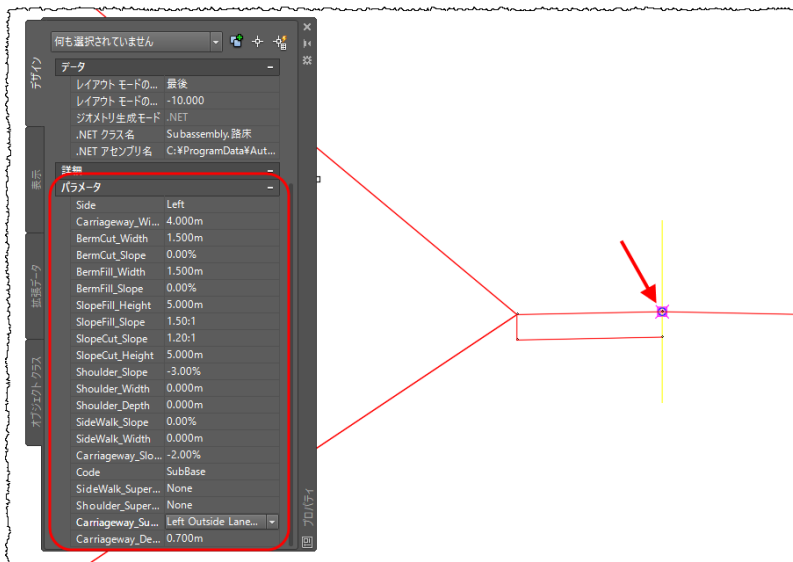 何も選択されていません
データ
レイアウト モードの... 最後
レイアウト モードの... -10.000
ジオメトリ生成モード .NET
.NET クラス名 Subassembly.路床
.NET アセンブリ名 C:¥ProgramData¥Aut...
詳細
パラメータ
Side Left
Carriageway_Wi... 4.000m
BermCut_Width 1.500m
BermCut_Slope 0.00%
BermFill_Width 1.500m
BermFill_Slope 0.00%
SlopeFill_Height 5.000m
SlopeFill_Slope 1.50:1
SlopeCut_Slope 1.20:1
SlopeCut_Height 5.000m
Shoulder_Slope -3.00%
Shoulder_Width 0.000m
Shoulder_Depth 0.000m
SideWalk_Slope 0.00%
SideWalk_Width 0.000m
Carriageway_Slo... -2.00%
Code SubBase
SideWalk_Super... None
Shoulder_Super... None
Carriageway_Su... Left Outside Lane...
Carriageway_De... 0.700m
デザイン
表示
拡張データ
オブジェクト クラス
プロパティ